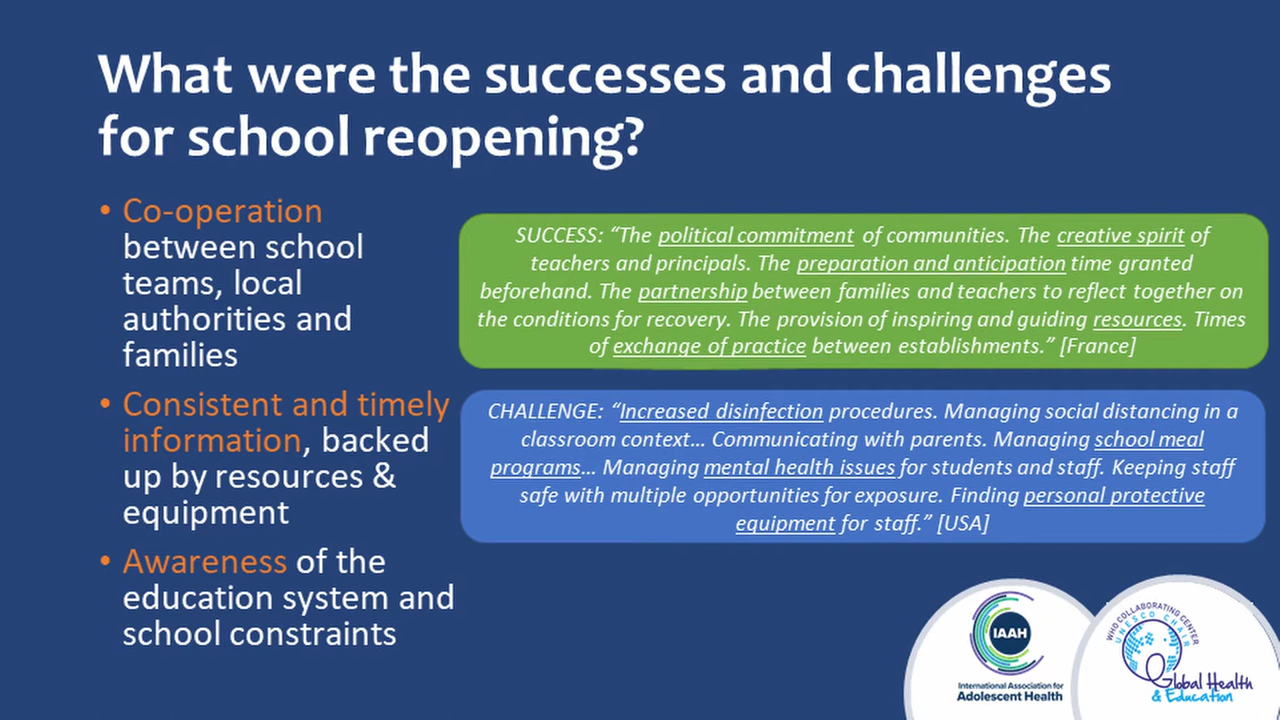 What were the successes and challenges
for school reopening?
• Co-operation
between school
teams, local
authorities and
families
• Consistent and timely
information, backed
up by resources &
equipment
• Awareness of the
education system and
school constraints
SUCCESS: “The political commitment of communities. The creative spirit of
teachers and principals. The preparation and anticipation time granted
beforehand. The partnership between families and teachers to reflect together on
the conditions for recovery. The provision of inspiring and guiding resources. Times
of exchange of practice between establishments.” [France]
CHALLENGE: “Increased disinfection procedures. Managing social distancing in a
classroom context… Communicating with parents. Managing school meal
programs… Managing mental health issues for students and staff. Keeping staff
safe with multiple opportunities for exposure. Finding personal protective
equipment for staff.” [USA]
IAAH
International Association for
Adolescent Health
WHO COLLABORATING CENTER
UNESCO CHAIR
Global Health
& Education